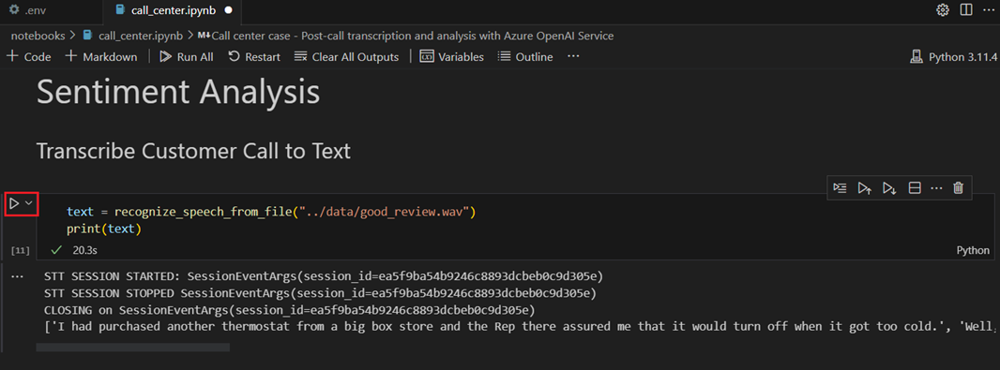 .env
call_center.ipynb
notebooks > call_center.ipynb > M↓Call center case - Post-call transcription and analysis with Azure OpenAI Service
+ Code + Markdown | Run All Restart Clear All Outputs | Variables Outline ... Python 3.11.4
Sentiment Analysis
Transcribe Customer Call to Text
text = recognize_speech_from_file("../data/good_review.wav")
print(text)
[11] ✓ 20.3s Python
... STT SESSION STARTED: SessionEventArgs(session_id=ea5f9ba54b9246c8893dcbeb0c9d305e)
STT SESSION STOPPED SessionEventArgs(session_id=ea5f9ba54b9246c8893dcbeb0c9d305e)
CLOSING on SessionEventArgs(session_id=ea5f9ba54b9246c8893dcbeb0c9d305e)
['I had purchased another thermostat from a big box store and the Rep there assured me that it would turn off when it got too cold.', 'Well,